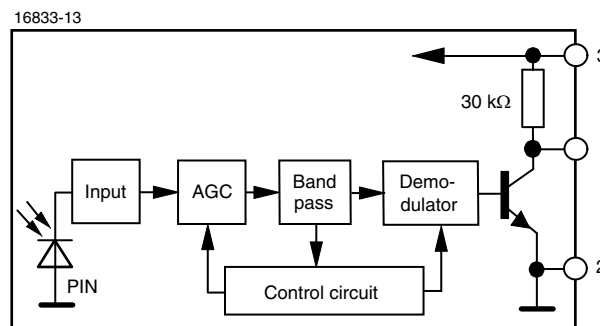 16833-13
3
30 kΩ
Input
AGC
Band
pass
Demo-
dulator
PIN
Control circuit
2